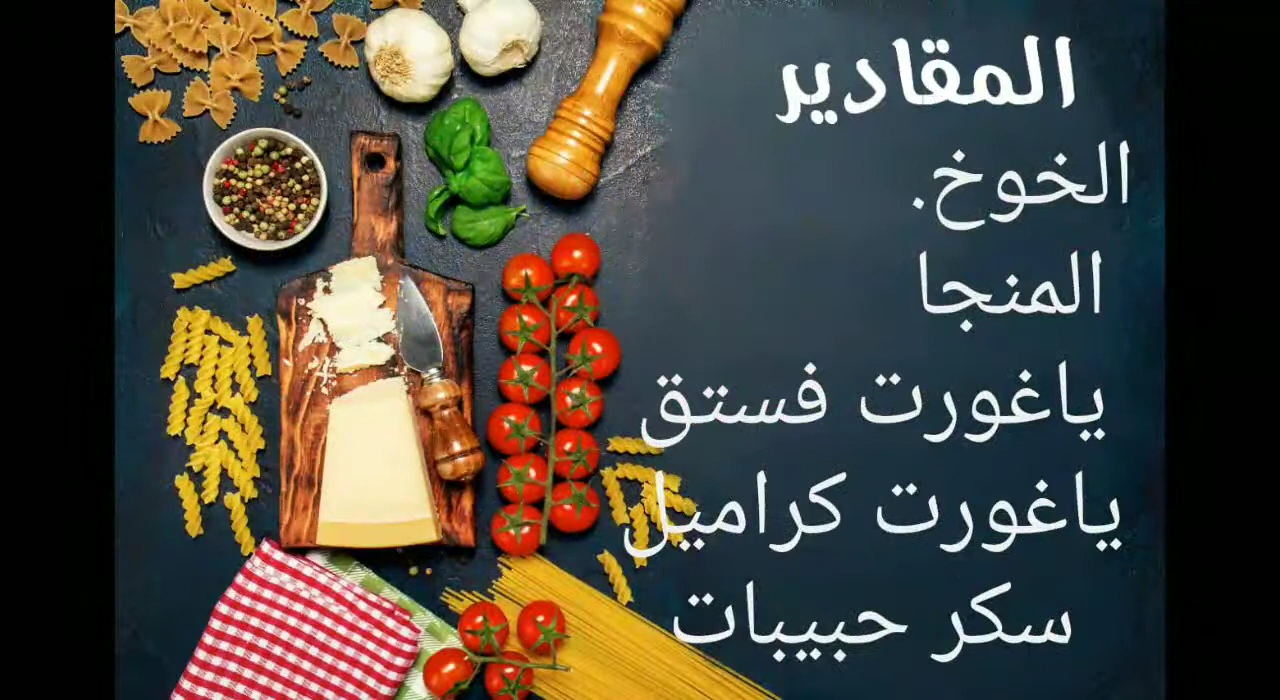 المقادير
الخوخ.
المنجا
ياغورت فستق
ياغورت كراميل
سكر حبيبات